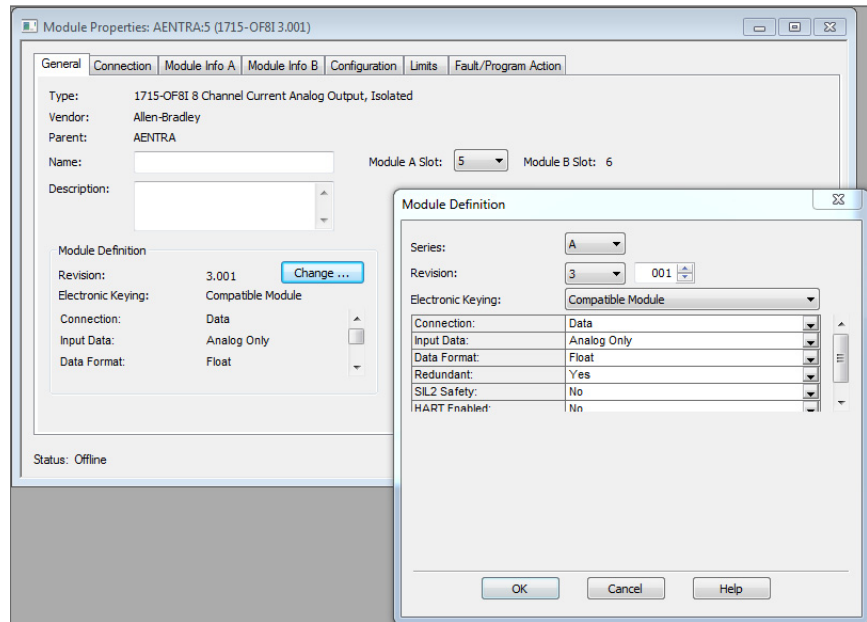 Module Properties: AENTRA:5 (1715-OF8I 3.001)
General Connection Module Info A Module Info B Configuration Limits Fault/Program Action
Type: 1715-OF8I 8 Channel Current Analog Output, Isolated
Vendor: Allen-Bradley
Parent: AENTRA
Name: Module A Slot: 5 Module B Slot: 6
Description:
Module Definition
Revision: 3.001 Change ...
Electronic Keying: Compatible Module
Connection: Data
Input Data: Analog Only
Data Format: Float
Status: Offline
Module Definition
Series: A
Revision: 3 001
Electronic Keying: Compatible Module
Connection: Data
Input Data: Analog Only
Data Format: Float
Redundant: Yes
SIL2 Safety: No
HART Enabled: No
OK Cancel Help